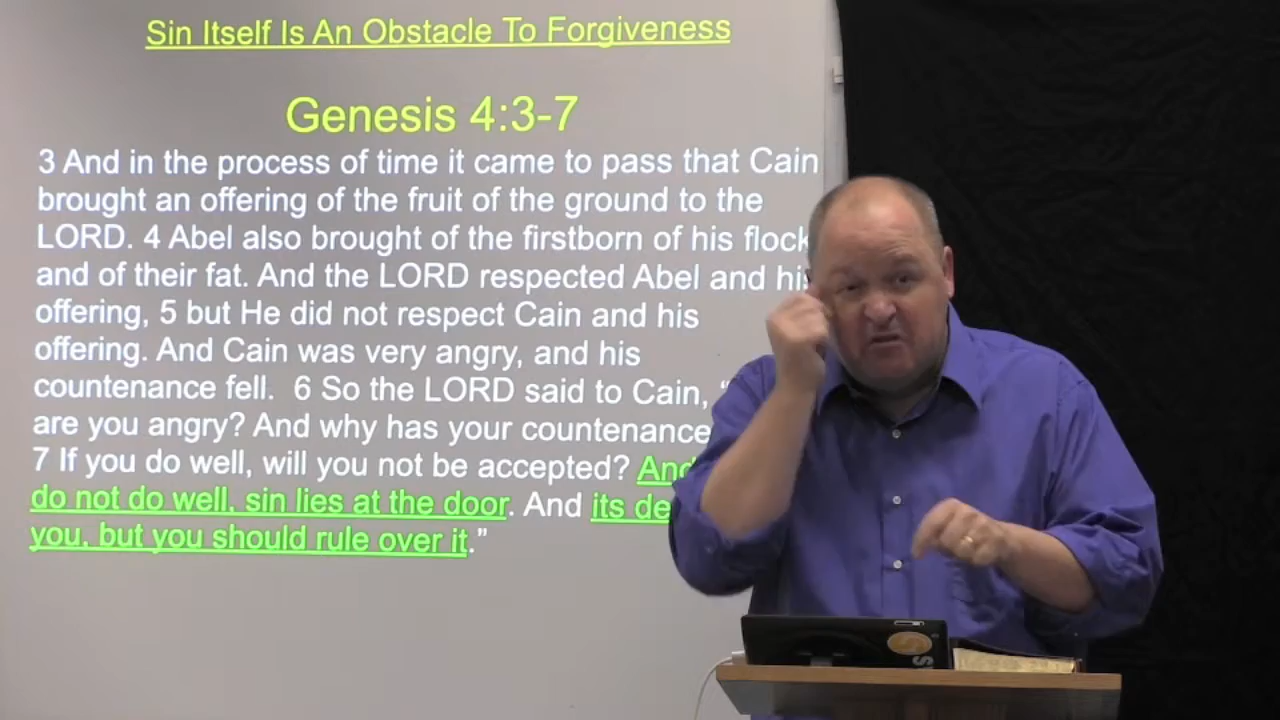 Sin Itself Is An Obstacle To Forgiveness
Genesis 4:3-7
3 And in the process of time it came to pass that Cain
brought an offering of the fruit of the ground to the
LORD. 4 Abel also brought of the firstborn of his flock
and of their fat. And the LORD respected Abel and his
offering, 5 but He did not respect Cain and his
offering. And Cain was very angry, and his
countenance fell. 6 So the LORD said to Cain, “
are you angry? And why has your countenance
7 If you do well, will you not be accepted? And
do not do well, sin lies at the door. And its de
you, but you should rule over it.”